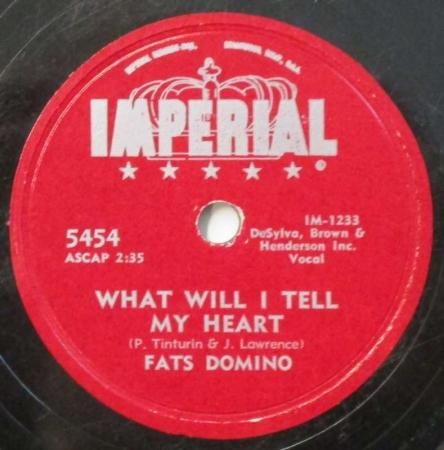 IMPERIAL
5454
ASCAP 2:35
IM-1233
DeSylva, Brown &
Henderson Inc.
Vocal
WHAT WILL I TELL
MY HEART
(P. Tinturin & J. Lawrence)
FATS DOMINO